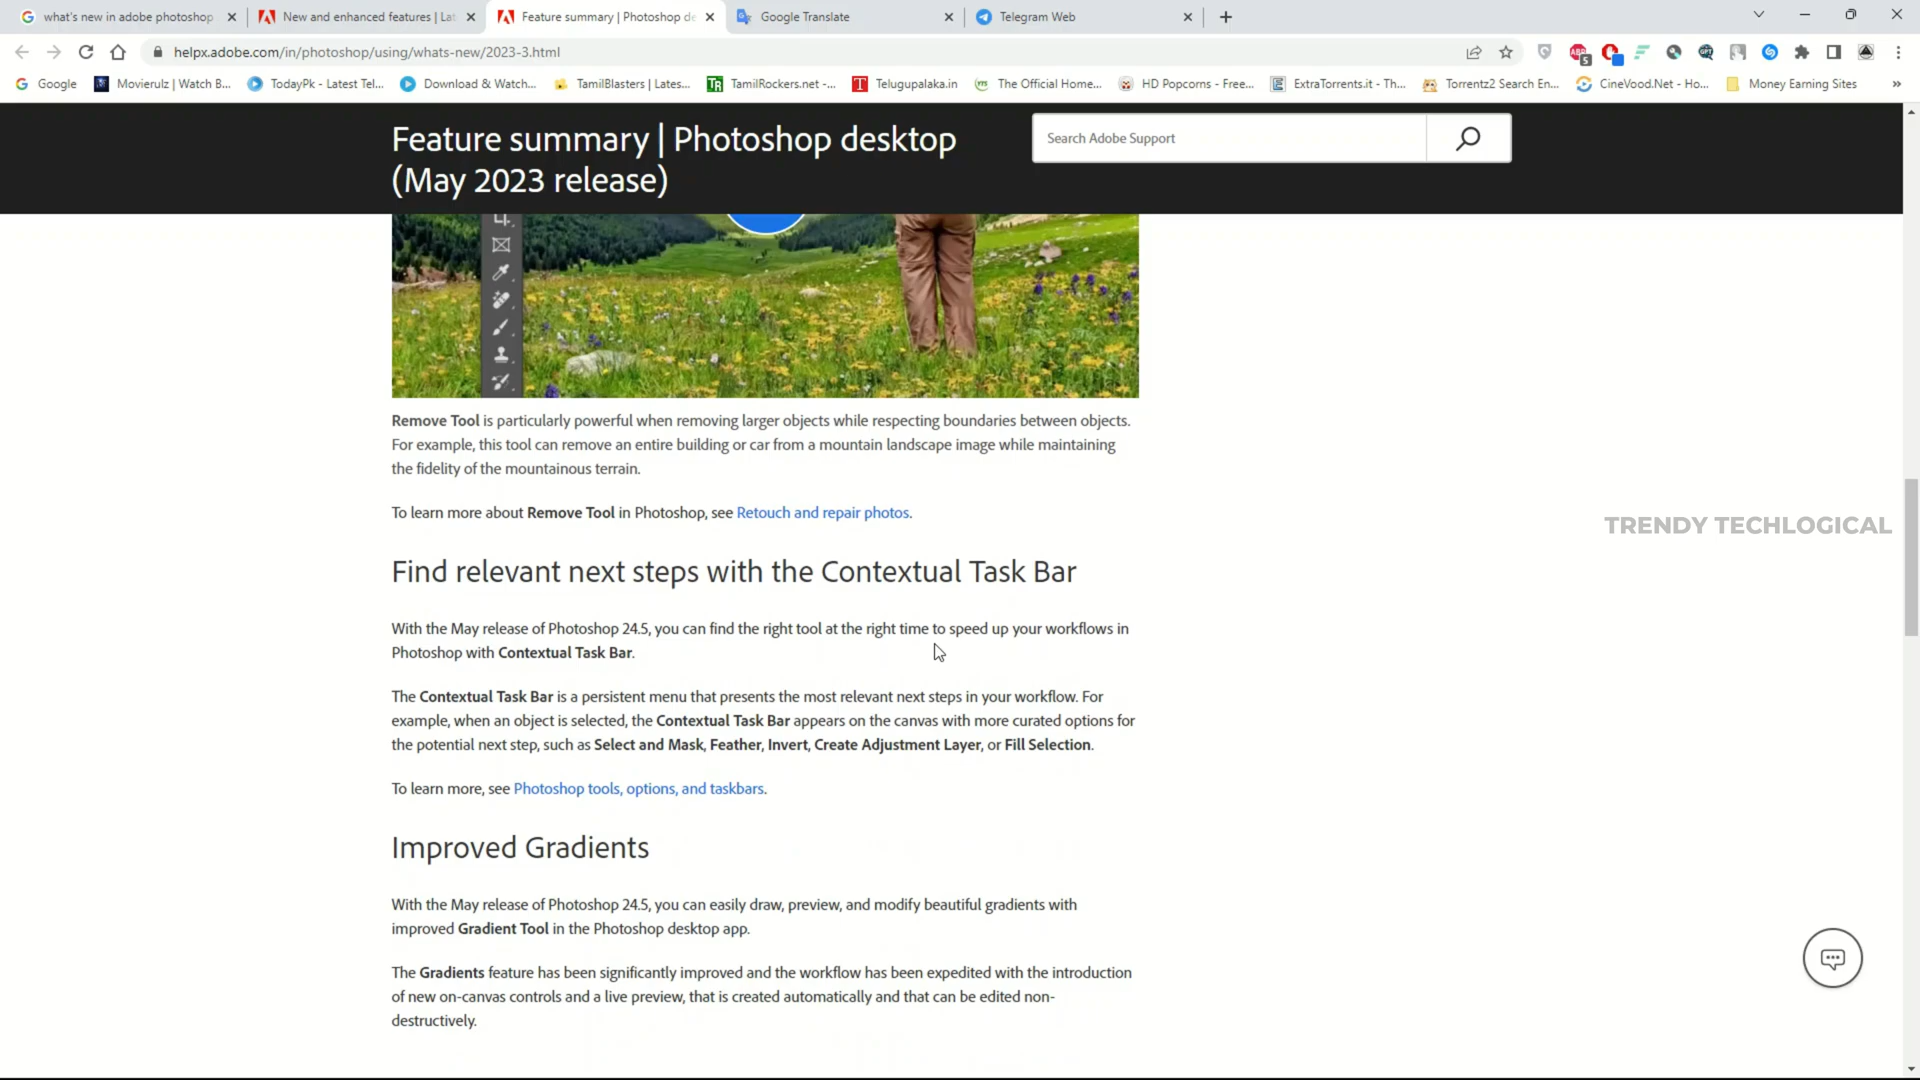 what's new in adobe photoshop
New and enhanced features | Lat
Feature summary | Photoshop de
Google Translate
Telegram Web
helpx.adobe.com/in/photoshop/using/whats-new/2023-3.html
Google
Movierulz | Watch B...
TodayPk - Latest Tel...
Download & Watch...
TamilBlasters | Lates...
TamilRockers.net -...
Telugupalaka.in
The Official Home...
HD Popcorns - Free...
ExtraTorrents.it - Th...
Torrentz2 Search En...
CineVood.Net - Ho...
Money Earning Sites
»
Feature summary | Photoshop desktop
(May 2023 release)
Search Adobe Support
Remove Tool is particularly powerful when removing larger objects while respecting boundaries between objects.
For example, this tool can remove an entire building or car from a mountain landscape image while maintaining
the fidelity of the mountainous terrain.
To learn more about Remove Tool in Photoshop, see Retouch and repair photos.
TRENDY TECHLOGICAL
Find relevant next steps with the Contextual Task Bar
With the May release of Photoshop 24.5, you can find the right tool at the right time to speed up your workflows in
Photoshop with Contextual Task Bar.
The Contextual Task Bar is a persistent menu that presents the most relevant next steps in your workflow. For
example, when an object is selected, the Contextual Task Bar appears on the canvas with more curated options for
the potential next step, such as Select and Mask, Feather, Invert, Create Adjustment Layer, or Fill Selection.
To learn more, see Photoshop tools, options, and taskbars.
Improved Gradients
With the May release of Photoshop 24.5, you can easily draw, preview, and modify beautiful gradients with
improved Gradient Tool in the Photoshop desktop app.
The Gradients feature has been significantly improved and the workflow has been expedited with the introduction
of new on-canvas controls and a live preview, that is created automatically and that can be edited non-
destructively.